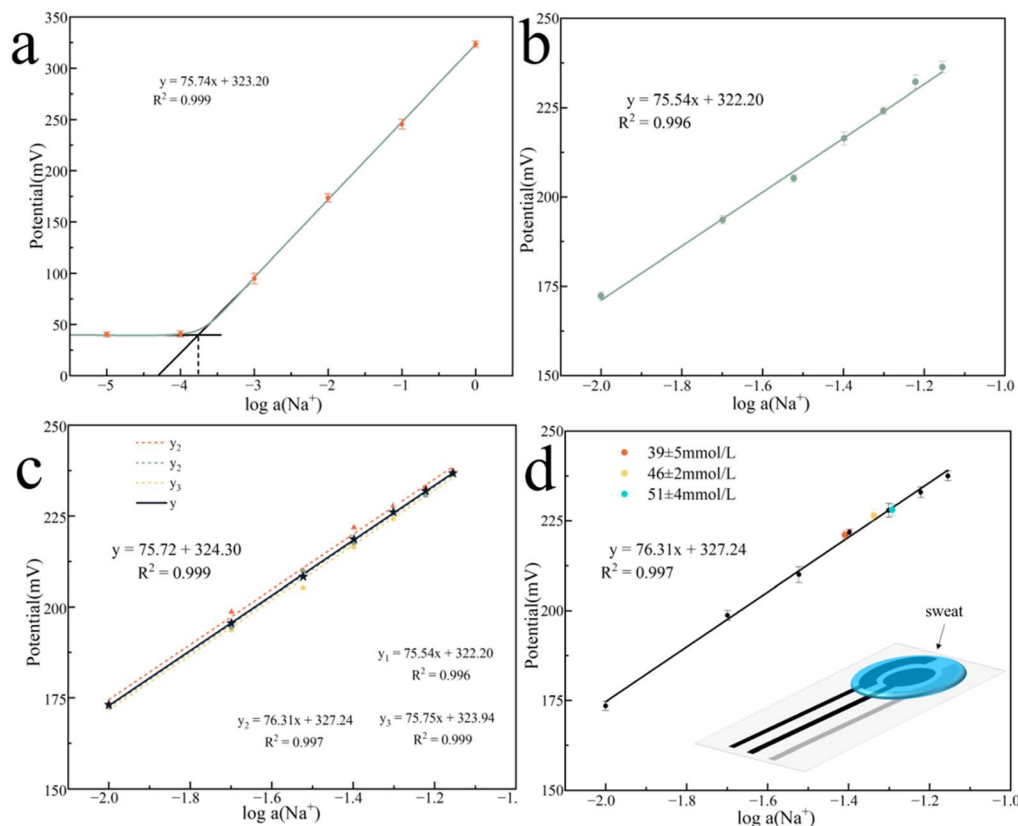 a
350
300
250
200
150
100
50
0
Potential(mV)
y = 75.74x + 323.20
R² = 0.999
−5
−4
−3
−2
−1
0
log a(Na⁺)
b
250
225
200
175
150
Potential(mV)
y = 75.54x + 322.20
R² = 0.996
−2.0
−1.8
−1.6
−1.4
−1.2
−1.0
log a(Na⁺)
c
250
225
200
175
150
Potential(mV)
y₂
y₂
y₃
y
y = 75.72 + 324.30
R² = 0.999
y₁ = 75.54x + 322.20
R² = 0.996
y₂ = 76.31x + 327.24
R² = 0.997
y₃ = 75.75x + 323.94
R² = 0.999
−2.0
−1.8
−1.6
−1.4
−1.2
−1.
log a(Na⁺)
d
250
225
200
175
150
Potential(mV)
39±5mmol/L
46±2mmol/L
51±4mmol/L
y = 76.31x + 327.24
R² = 0.997
sweat
−2.0
−1.8
−1.6
−1.4
−1.2
−1.0
log a(Na⁺)